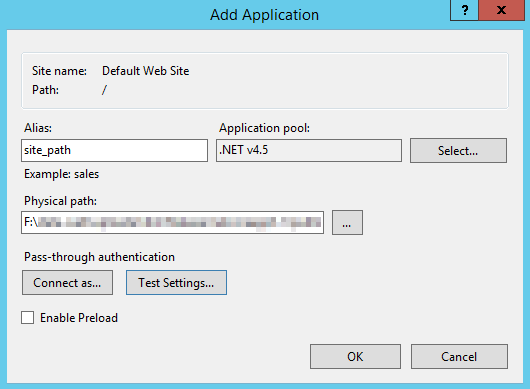 Add Application
?
x
Site name: Default Web Site
Path: /
Alias:
Application pool:
site_path
.NET v4.5
Select...
Example: sales
Physical path:
F:\
...
Pass-through authentication
Connect as...
Test Settings...
Enable Preload
OK
Cancel